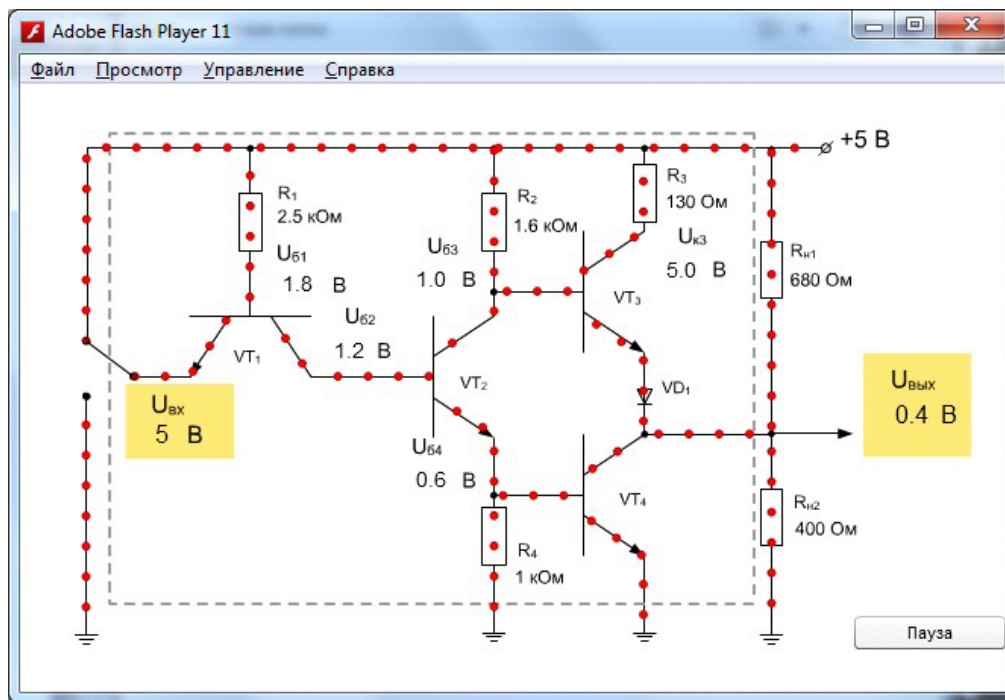 Adobe Flash Player 11
Файл Просмотр Управление Справка
+5 В
R1
2.5 кОм
R2
1.6 кОм
R3
130 Ом
Uб1
1.8 В
Uб3
1.0 В
Uк3
5.0 В
Rн1
680 Ом
VT3
Uб2
1.2 В
VT1
VT2
VD1
Uвх
5 В
Uвых
0.4 В
Uб4
0.6 В
VT4
Rн2
400 Ом
R4
1 кОм
Пауза